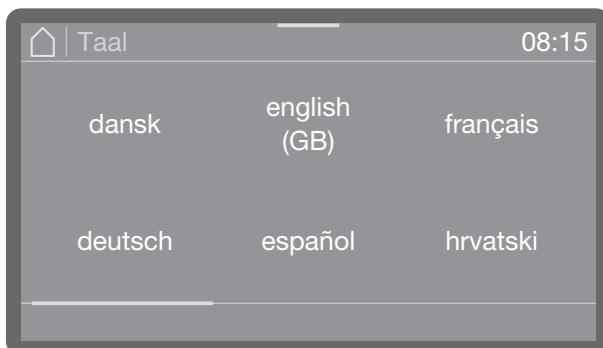 Taal 08:15
dansk english (GB) français
deutsch español hrvatski